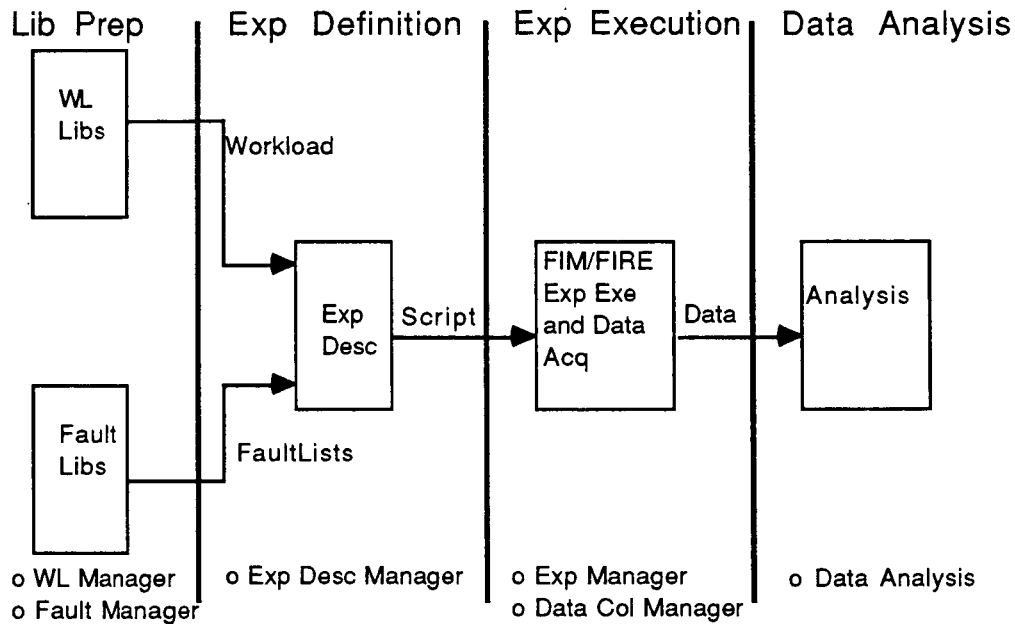 Lib Prep
Exp Definition
Exp Execution
Data Analysis
WL
Libs
Workload
Exp
Desc
Script
FIM/FIRE
Exp Exe
and Data
Acq
Data
Analysis
Fault
Libs
FaultLists
o WL Manager
o Fault Manager
o Exp Desc Manager
o Exp Manager
o Data Col Manager
o Data Analysis